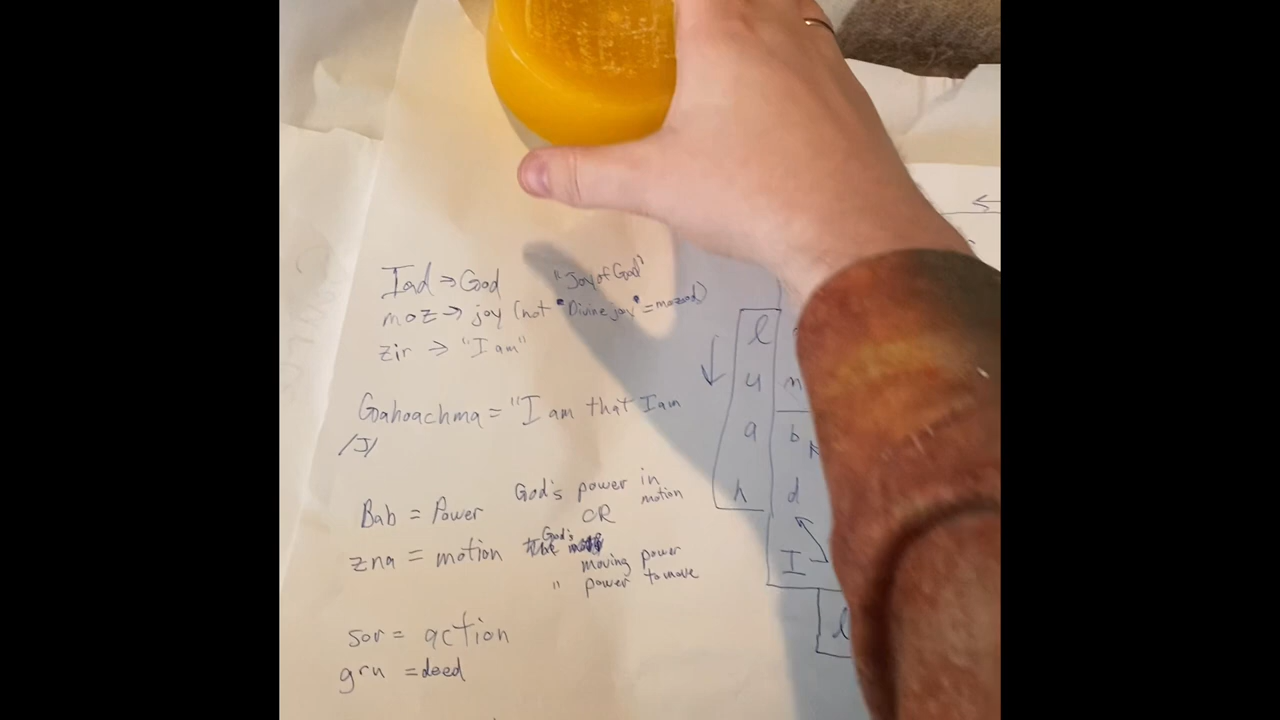 Iad ⇒ God "Joy of God"
moz → joy (not "Divine joy" = mozod)
zir ⇒ "I am"
Gahoachma = "I am that I am
/J/
Bab = Power God's power in motion
OR
zna = motion God's moving power
" power to move
sor = action
gru = deed
l
u m
a b
h d
I
l